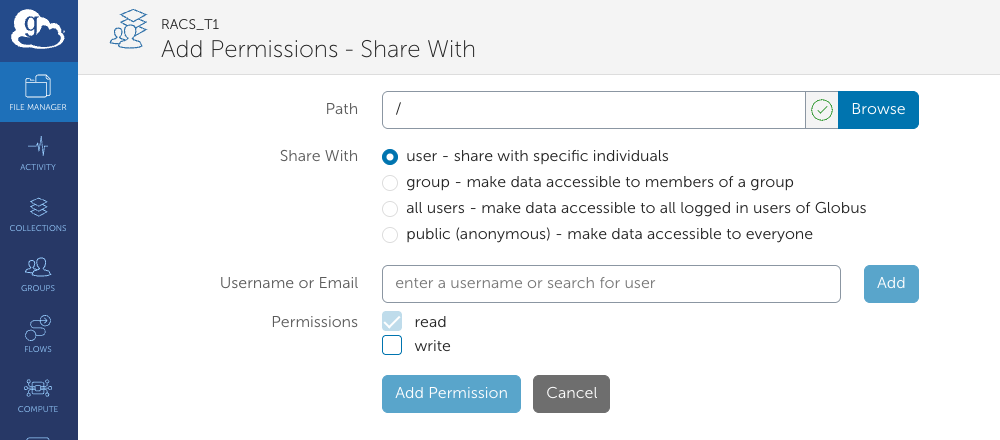 g
RACS_T1
Add Permissions - Share With
FILE MANAGER
ACTIVITY
COLLECTIONS
GROUPS
FLOWS
COMPUTE
Path
/
Browse
Share With
user - share with specific individuals
group - make data accessible to members of a group
all users - make data accessible to all logged in users of Globus
public (anonymous) - make data accessible to everyone
Username or Email
enter a username or search for user
Add
Permissions
read
write
Add Permission
Cancel